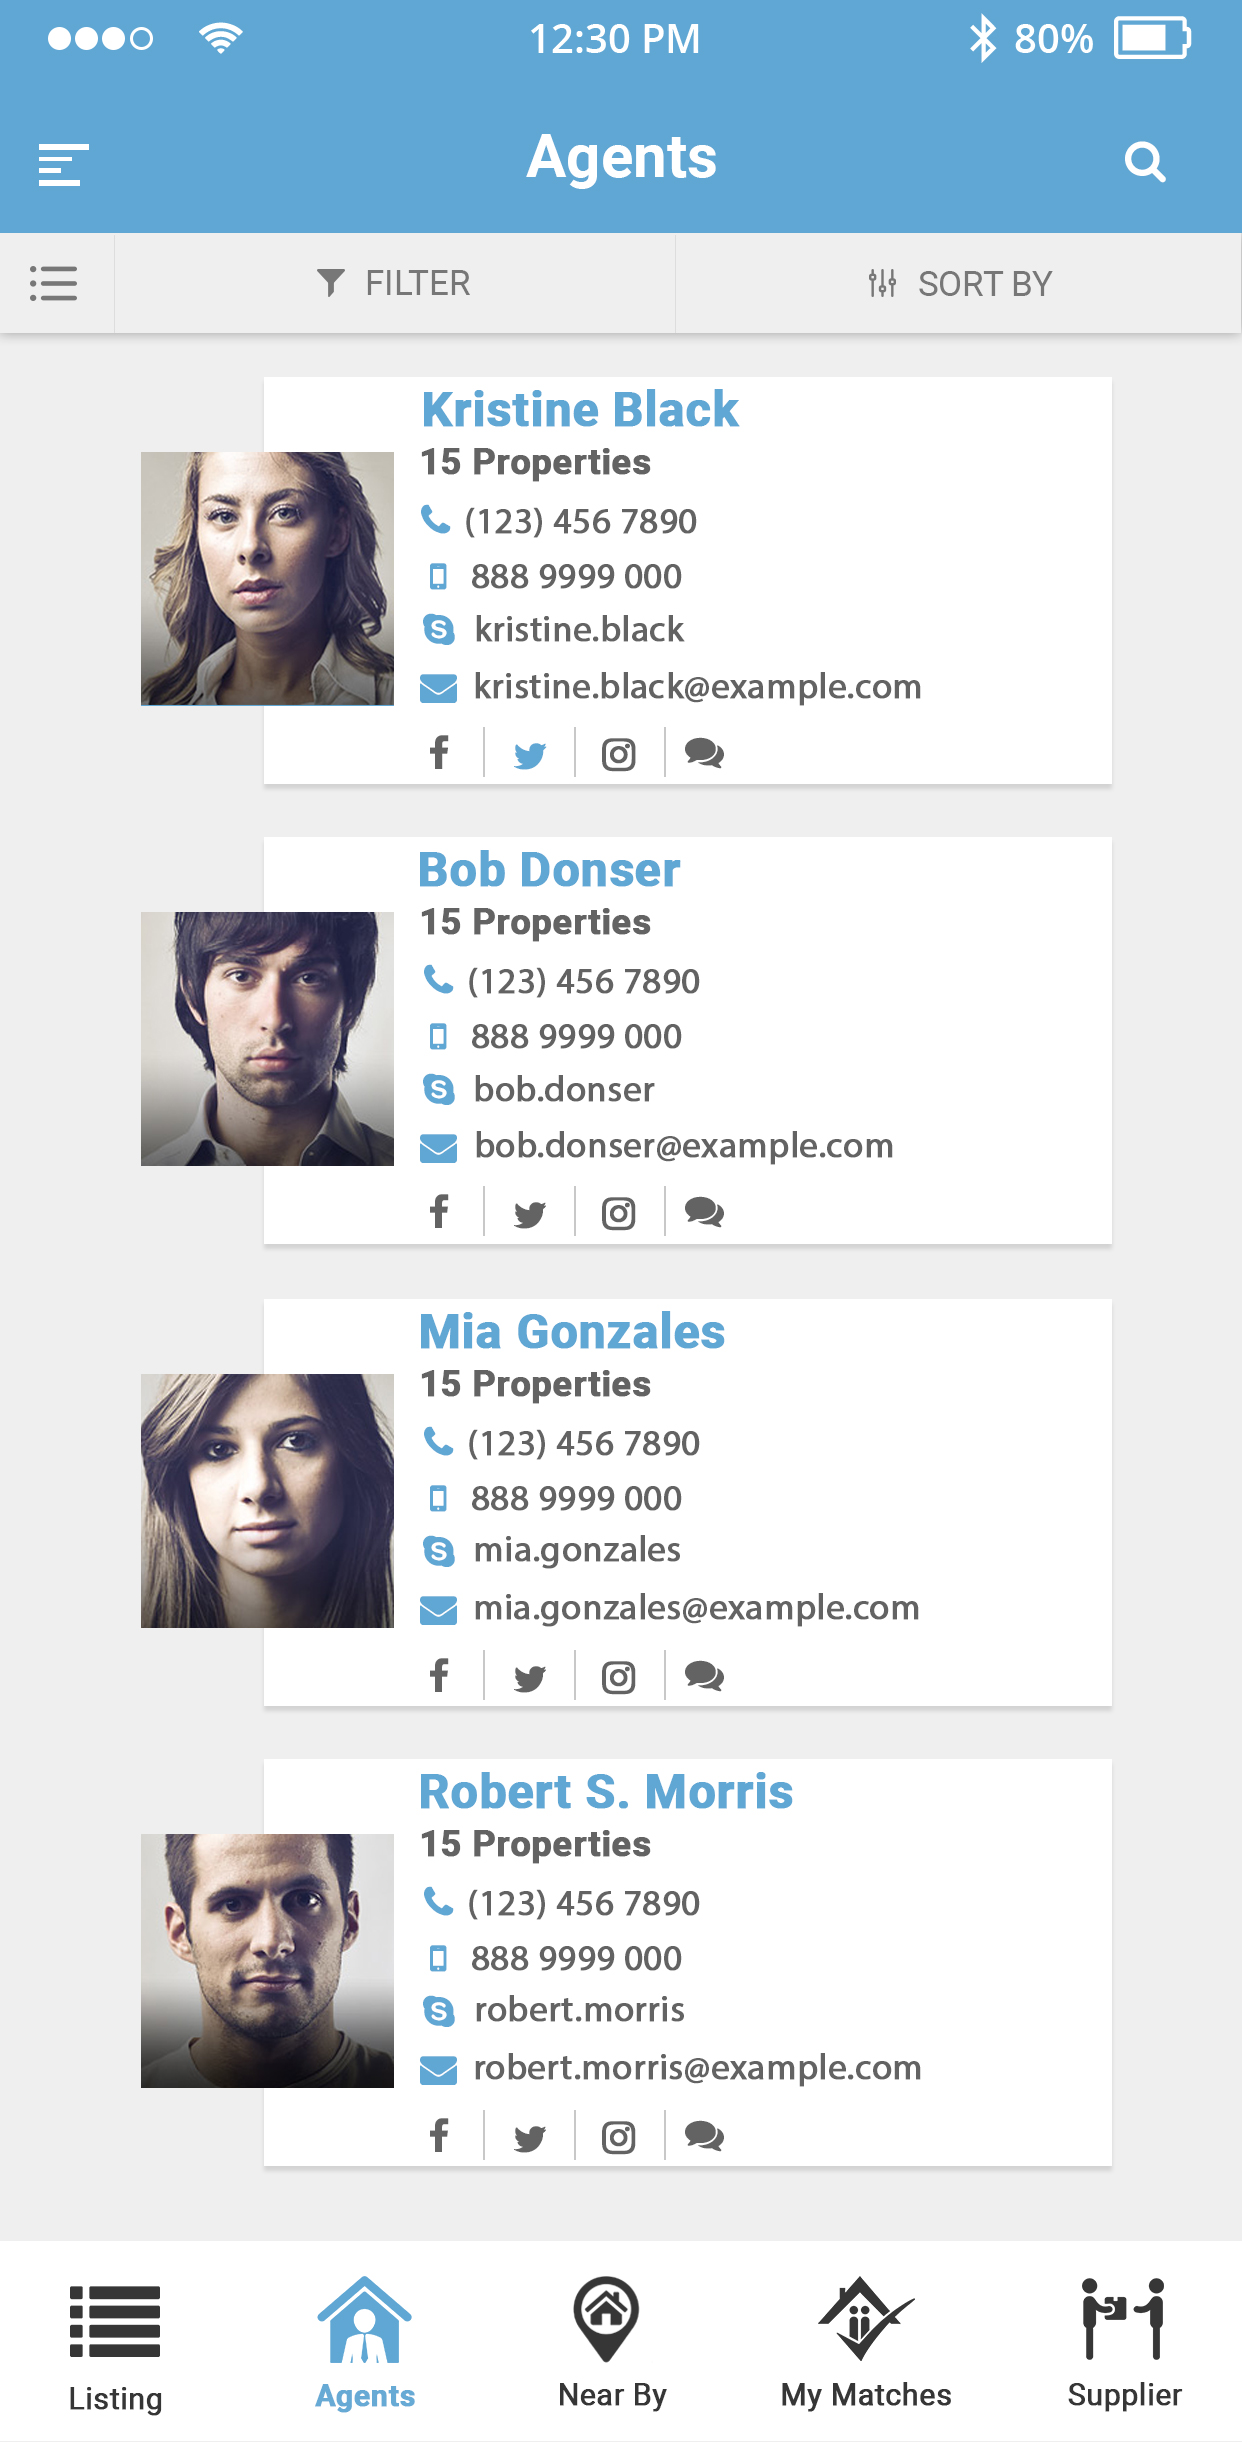 12:30 PM 80%
Agents
FILTER SORT BY
Kristine Black
15 Properties
(123) 456 7890
888 9999 000
kristine.black
kristine.black@example.com
Bob Donser
15 Properties
(123) 456 7890
888 9999 000
bob.donser
bob.donser@example.com
Mia Gonzales
15 Properties
(123) 456 7890
888 9999 000
mia.gonzales
mia.gonzales@example.com
Robert S. Morris
15 Properties
(123) 456 7890
888 9999 000
robert.morris
robert.morris@example.com
Listing Agents Near By My Matches Supplier